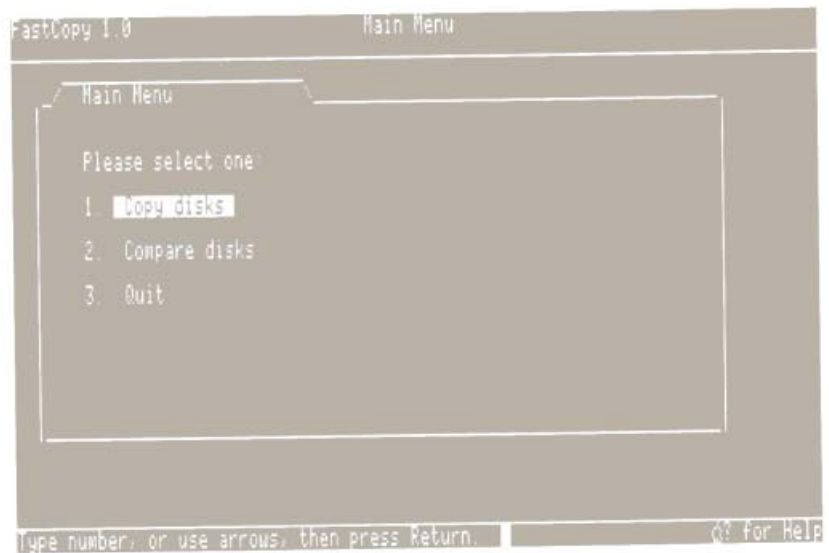 FastCopy 1.0 Main Menu
Main Menu
Please select one:
1. Copy disks
2. Compare disks
3. Quit
Type number, or use arrows, then press Return.
? for Help